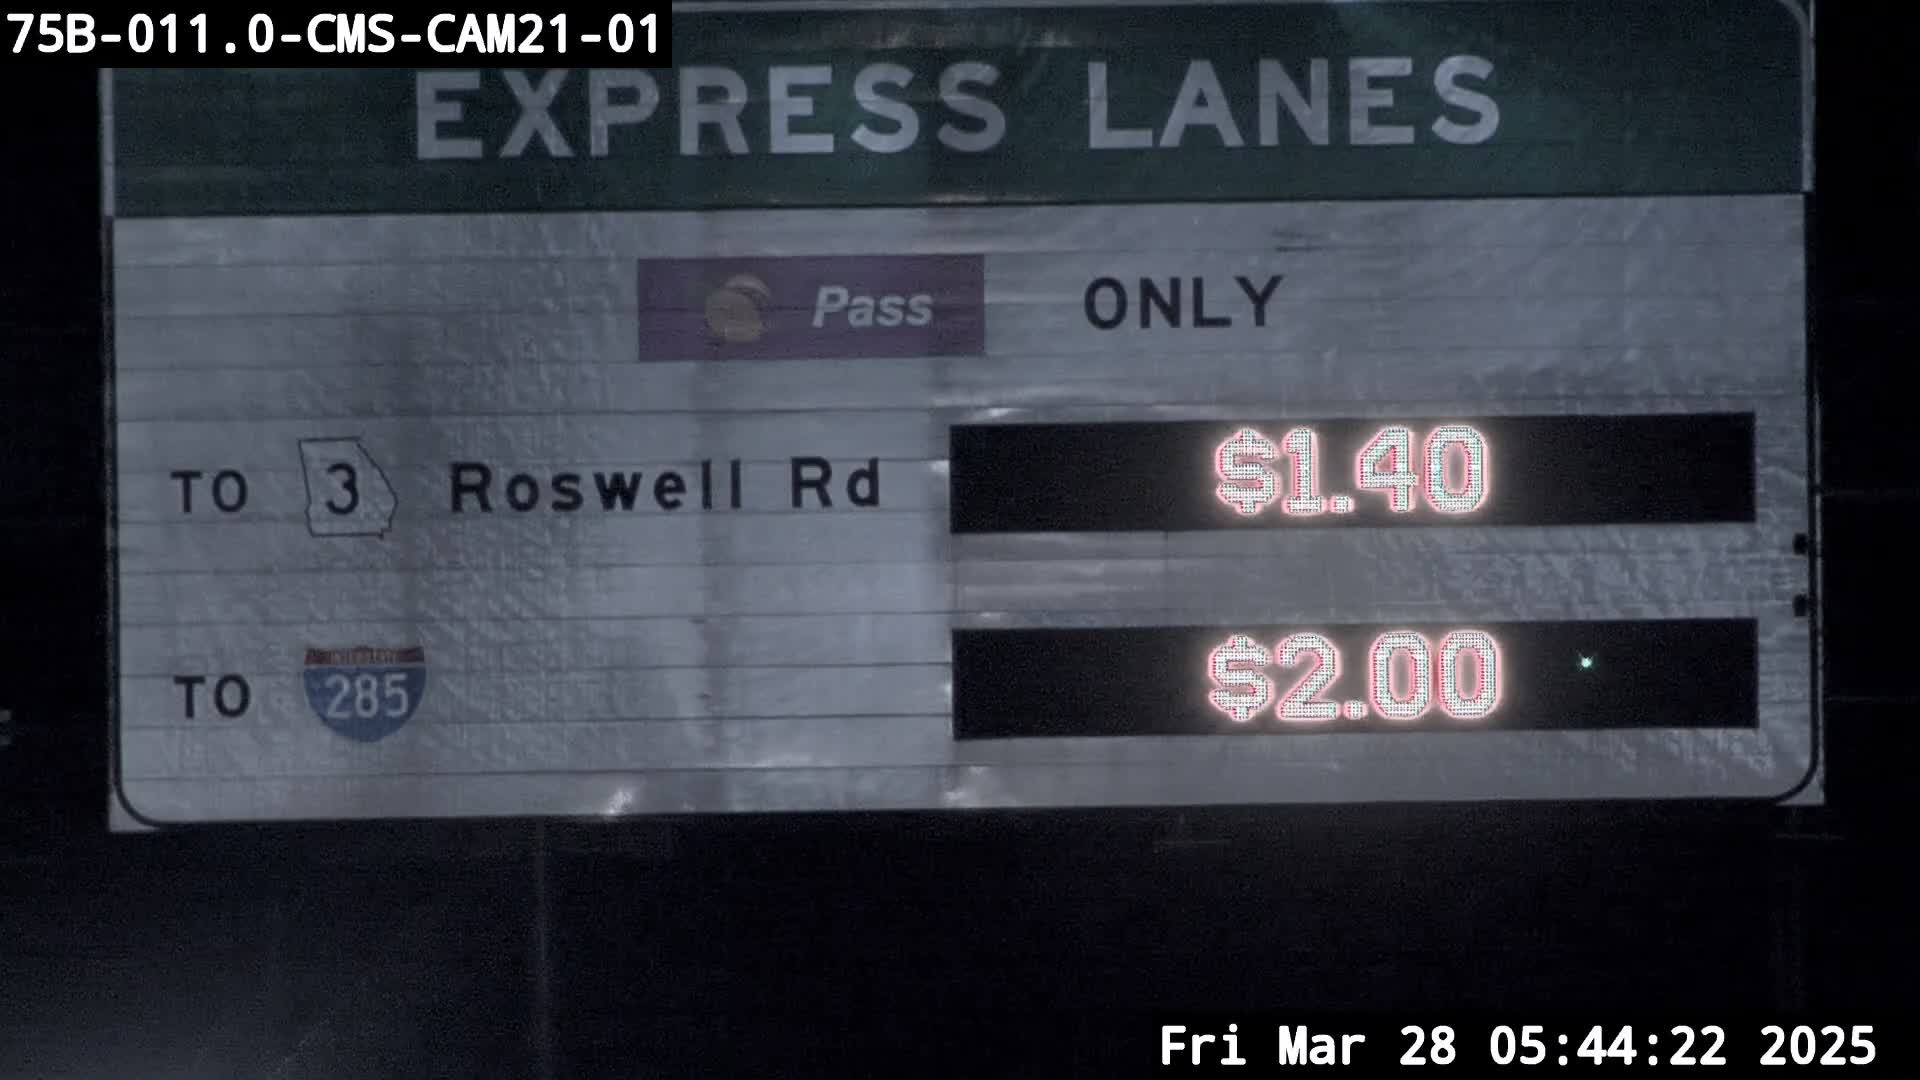 75B-011.0-CMS-CAM21-01
EXPRESS LANES
Pass ONLY
TO 3 Roswell Rd $1.40
TO 285 $2.00
Fri Mar 28 05:44:22 2025